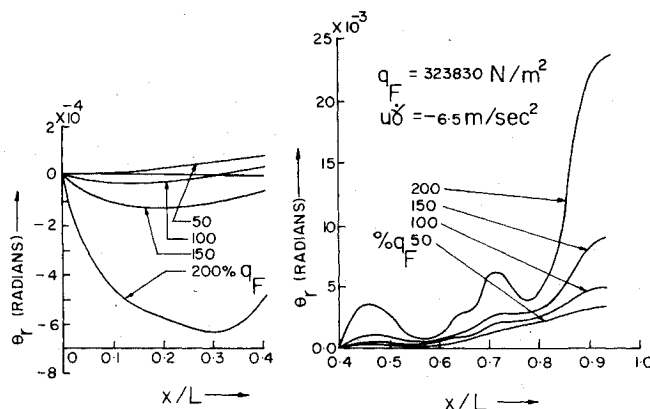 ×10⁻⁴
2
0
-2
-4
-6
-8
θr (RADIANS)
50
100
150
200% qF
0 0.1 0.2 0.3 0.4
x/L
25 ×10⁻³
20
15
10
5
0.0
θr (RADIANS)
qF = 323830 N/m²
uγ̇ = -6.5 m/sec²
200
150
100
%qF 50
0.4 0.5 0.6 0.7 0.8 0.9 1.0
x/L